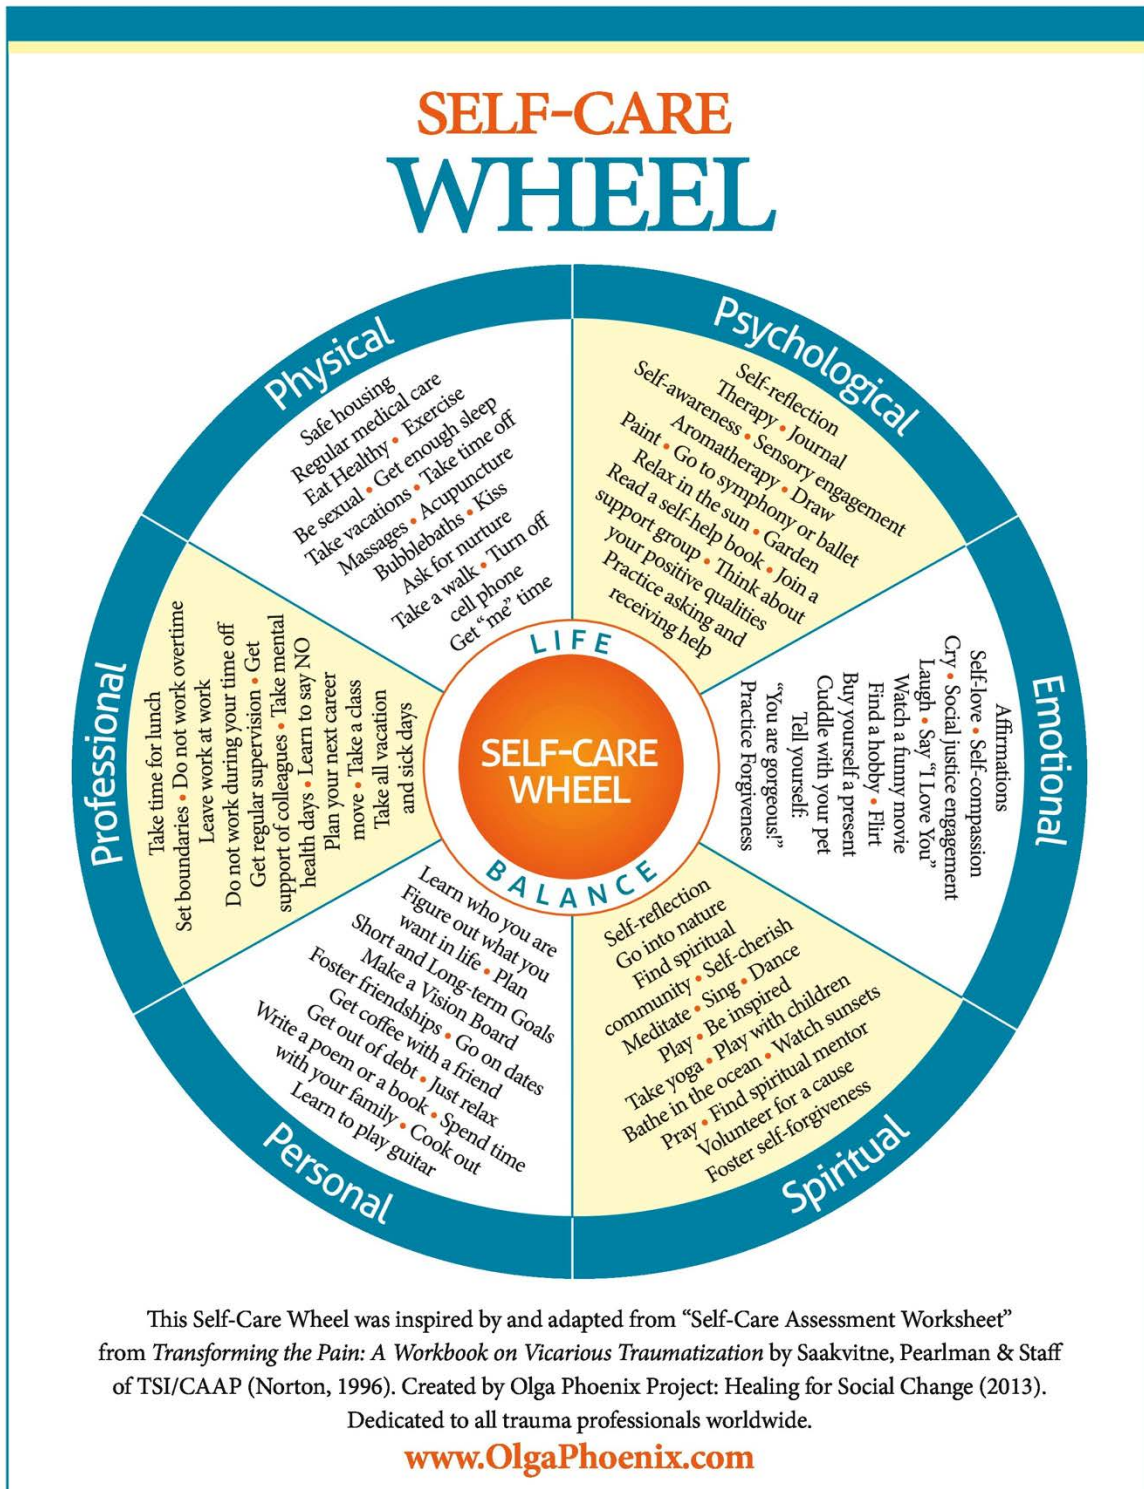 SELF-CARE
WHEEL
Physical
Safe housing
Regular medical care
Eat Healthy • Exercise
Be sexual • Get enough sleep
Take vacations • Take time off
Massages • Acupuncture
Bubblebaths • Kiss
Ask for nurture
Take a walk • Turn off
cell phone
Get “me” time
Psychological
Self-reflection
Therapy • Journal
Self-awareness • Sensory engagement
Aromatherapy • Draw
Paint • Go to symphony or ballet
Relax in the sun • Garden
Read a self-help book • Join a
support group • Think about
your positive qualities
Practice asking and
receiving help
Emotional
Affirmations
Self-love • Self-compassion
Cry • Social justice engagement
Laugh • Say “I Love You”
Watch a funny movie
Find a hobby • Flirt
Buy yourself a present
Cuddle with your pet
Tell yourself:
“You are gorgeous!”
Practice Forgiveness
Spiritual
Self-reflection
Go into nature
Find spiritual
community • Self-cherish
Meditate • Sing • Dance
Play • Be inspired
Take yoga • Play with children
Bathe in the ocean • Watch sunsets
Pray • Find spiritual mentor
Volunteer for a cause
Foster self-forgiveness
Personal
Learn who you are
Figure out what you
want in life • Plan
Short and Long-term Goals
Make a Vision Board
Foster friendships • Go on dates
Get coffee with a friend
Get out of debt • Just relax
Write a poem or a book • Spend time
with your family • Cook out
Learn to play guitar
Professional
Take time for lunch
Set boundaries • Do not work overtime
Leave work at work
Do not work during your time off
Get regular supervision • Get
support of colleagues • Take mental
health days • Learn to say NO
Plan your next career
move • Take a class
Take all vacation
and sick days
LIFE
SELF-CARE
WHEEL
BALANCE
This Self-Care Wheel was inspired by and adapted from “Self-Care Assessment Worksheet”
from Transforming the Pain: A Workbook on Vicarious Traumatization by Saakvitne, Pearlman & Staff
of TSI/CAAP (Norton, 1996). Created by Olga Phoenix Project: Healing for Social Change (2013).
Dedicated to all trauma professionals worldwide.
www.OlgaPhoenix.com